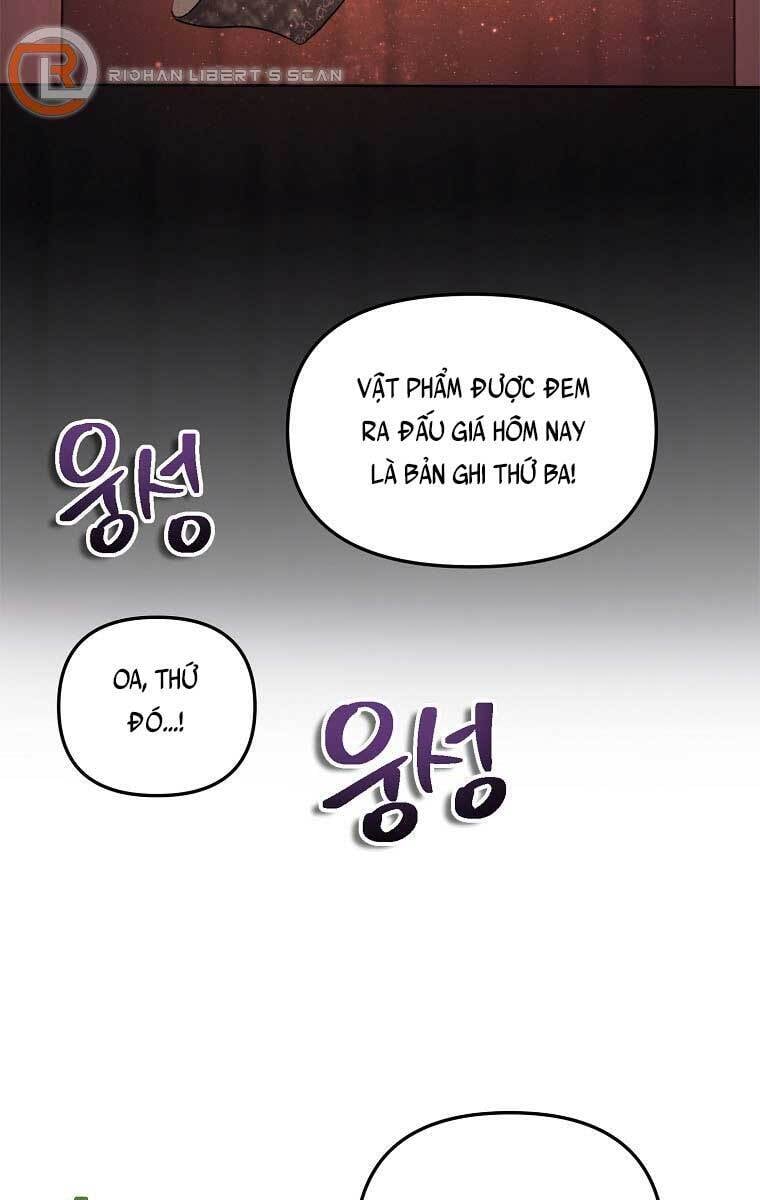 RIOHAN LIBERT'S SCAN
VẬT PHẨM ĐƯỢC ĐEM
RA ĐẤU GIÁ HÔM NAY
LÀ BẢN GHI THỨ BA!
웅성
OA, THỨ
ĐÓ...!
웅성